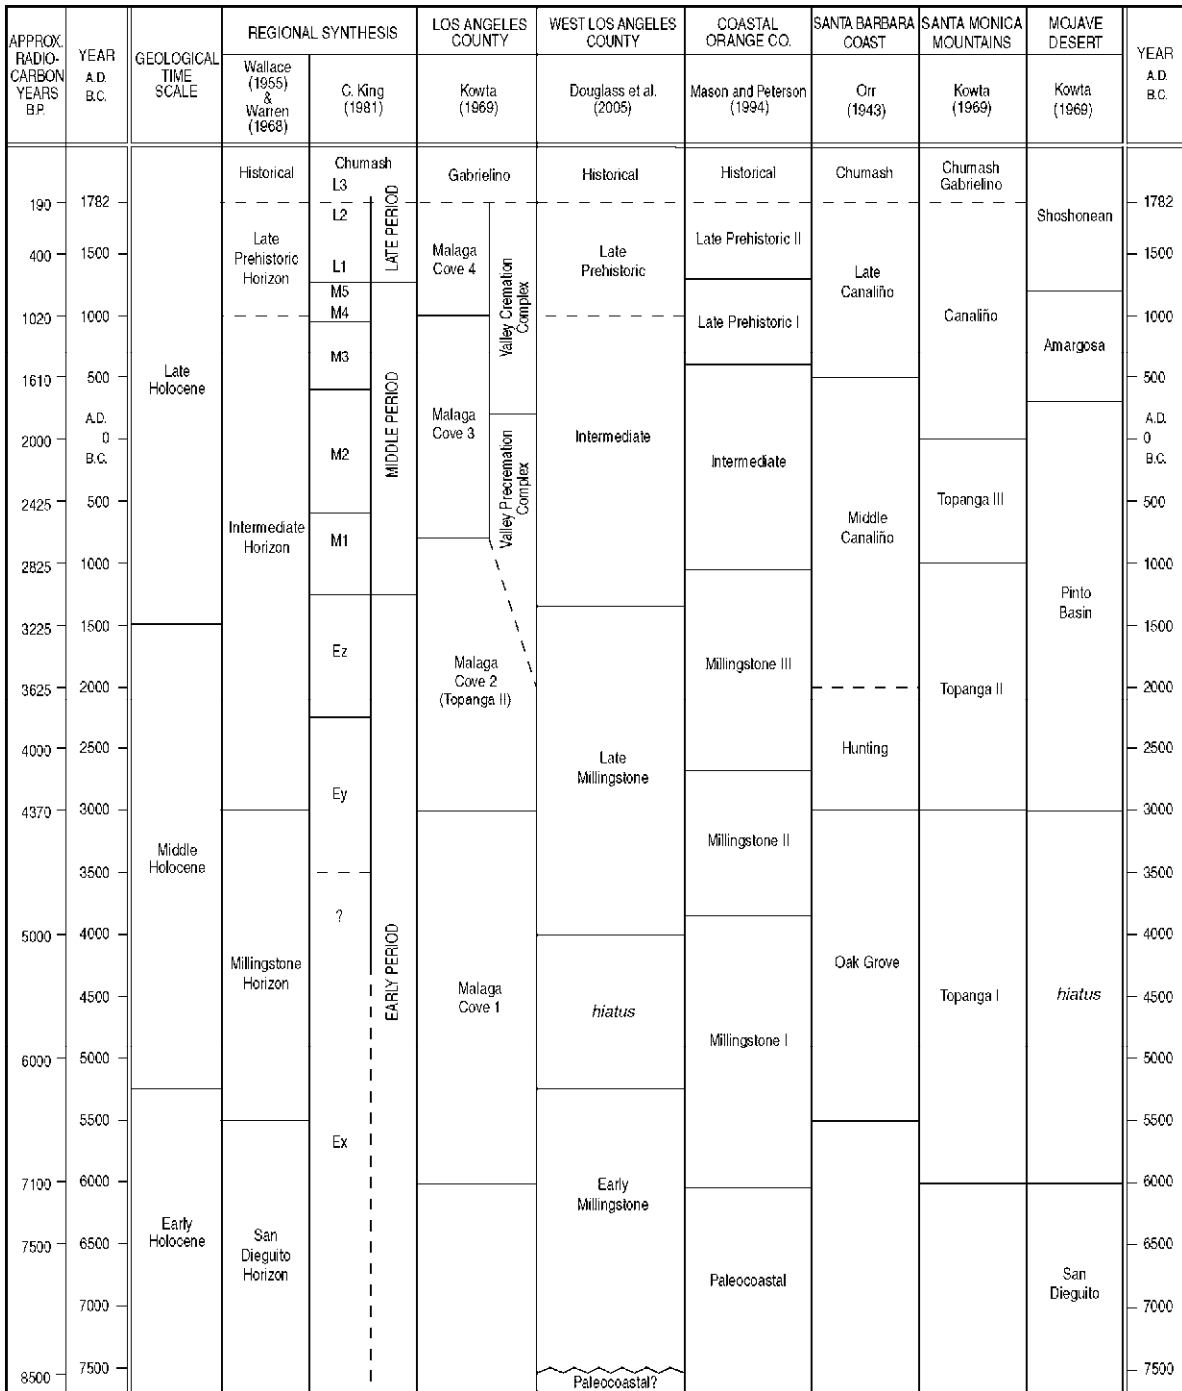 APPROX.
RADIO-
CARBON
YEARS
B.P.
YEAR
A.D.
B.C.
GEOLOGICAL
TIME
SCALE
REGIONAL SYNTHESIS
Wallace
(1955)
&
Warren
(1968)
C. King
(1981)
LOS ANGELES
COUNTY
Kowta
(1969)
WEST LOS ANGELES
COUNTY
Douglass et al.
(2005)
COASTAL
ORANGE CO.
Mason and Peterson
(1994)
SANTA BARBARA
COAST
Orr
(1943)
SANTA MONICA
MOUNTAINS
Kowta
(1969)
MOJAVE
DESERT
Kowta
(1969)
YEAR
A.D.
B.C.
190
400
1020
1610
2000
2425
2825
3225
3625
4000
4370
5000
6000
7100
7500
8500
1782
1500
1000
500
A.D.
0
B.C.
500
1000
1500
2000
2500
3000
3500
4000
4500
5000
5500
6000
6500
7000
7500
Late
Holocene
Middle
Holocene
Early
Holocene
Historical
Late
Prehistoric
Horizon
Intermediate
Horizon
Millingstone
Horizon
San
Dieguito
Horizon
Chumash
L3
L2
L1
M5
M4
M3
M2
M1
Ez
Ey
?
Ex
LATE PERIOD
MIDDLE PERIOD
EARLY PERIOD
Gabrielino
Malaga
Cove 4
Malaga
Cove 3
Malaga
Cove 2
(Topanga II)
Malaga
Cove 1
Valley Cremation
Complex
Valley Precremation
Complex
Historical
Late
Prehistoric
Intermediate
Late
Millingstone
hiatus
Early
Millingstone
Paleocoastal?
Historical
Late Prehistoric II
Late Prehistoric I
Intermediate
Millingstone III
Millingstone II
Millingstone I
Paleocoastal
Chumash
Late
Canaliño
Middle
Canaliño
Hunting
Oak Grove
Chumash
Gabrielino
Canaliño
Topanga III
Topanga II
Topanga I
Shoshonean
Amargosa
Pinto
Basin
hiatus
San
Dieguito
1782
1500
1000
500
A.D.
0
B.C.
500
1000
1500
2000
2500
3000
3500
4000
4500
5000
5500
6000
6500
7000
7500